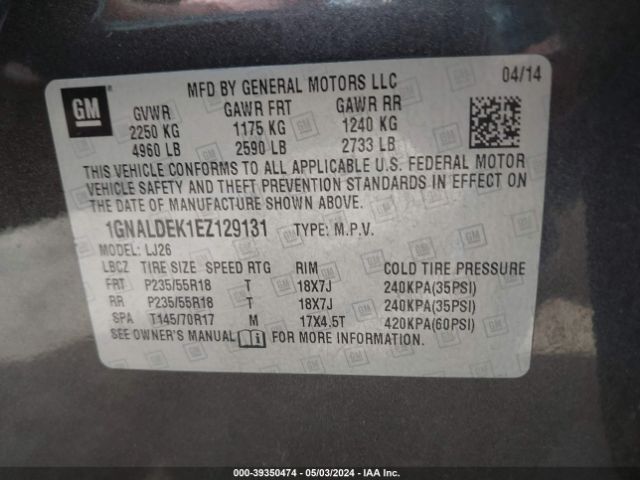 GM
MFD BY GENERAL MOTORS LLC 04/14
GVWR GAWR FRT GAWR RR
2250 KG 1175 KG 1240 KG
4960 LB 2590 LB 2733 LB
THIS VEHICLE CONFORMS TO ALL APPLICABLE U.S. FEDERAL MOTOR
VEHICLE SAFETY AND THEFT PREVENTION STANDARDS IN EFFECT ON
THE DATE OF MANUFACTURE SHOWN ABOVE.
1GNALDEK1EZ129131 TYPE: M.P.V.
MODEL: LJ26
LBCZ TIRE SIZE SPEED RTG RIM COLD TIRE PRESSURE
FRT P235/55R18 T 18X7J 240KPA(35PSI)
RR P235/55R18 T 18X7J 240KPA(35PSI)
SPA T145/70R17 M 17X4.5T 420KPA(60PSI)
SEE OWNER'S MANUAL FOR MORE INFORMATION
000-39350474 — 05/03/2024 — IAA Inc.